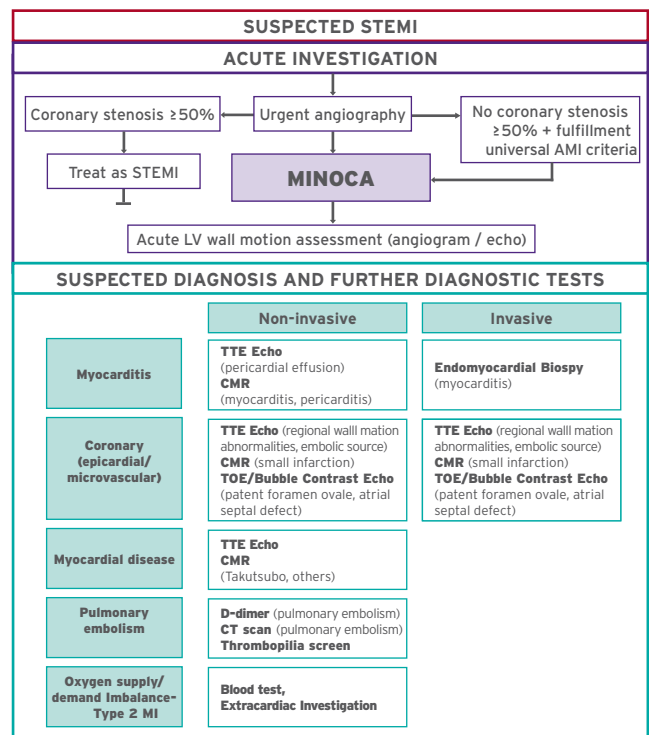 SUSPECTED STEMI
ACUTE INVESTIGATION
Coronary stenosis ≥50%
Urgent angiography
No coronary stenosis
≥50% + fulfillment
universal AMI criteria
Treat as STEMI
MINOCA
Acute LV wall motion assessment (angiogram / echo)
SUSPECTED DIAGNOSIS AND FURTHER DIAGNOSTIC TESTS
Non-invasive
Invasive
Myocarditis
TTE Echo
(pericardial effusion)
CMR
(myocarditis, pericarditis)
Endomyocardial Biospy
(myocarditis)
Coronary
(epicardial/
microvascular)
TTE Echo (regional walll mation
abnormalities, embolic source)
CMR (small infarction)
TOE/Bubble Contrast Echo
(patent foramen ovale, atrial
septal defect)
TTE Echo (regional walll mation
abnormalities, embolic source)
CMR (small infarction)
TOE/Bubble Contrast Echo
(patent foramen ovale, atrial
septal defect)
Myocardial disease
TTE Echo
CMR
(Takutsubo, others)
Pulmonary
embolism
D-dimer (pulmonary embolism)
CT scan (pulmonary embolism)
Thrombopilia screen
Oxygen supply/
demand Imbalance-
Type 2 MI
Blood test,
Extracardiac Investigation